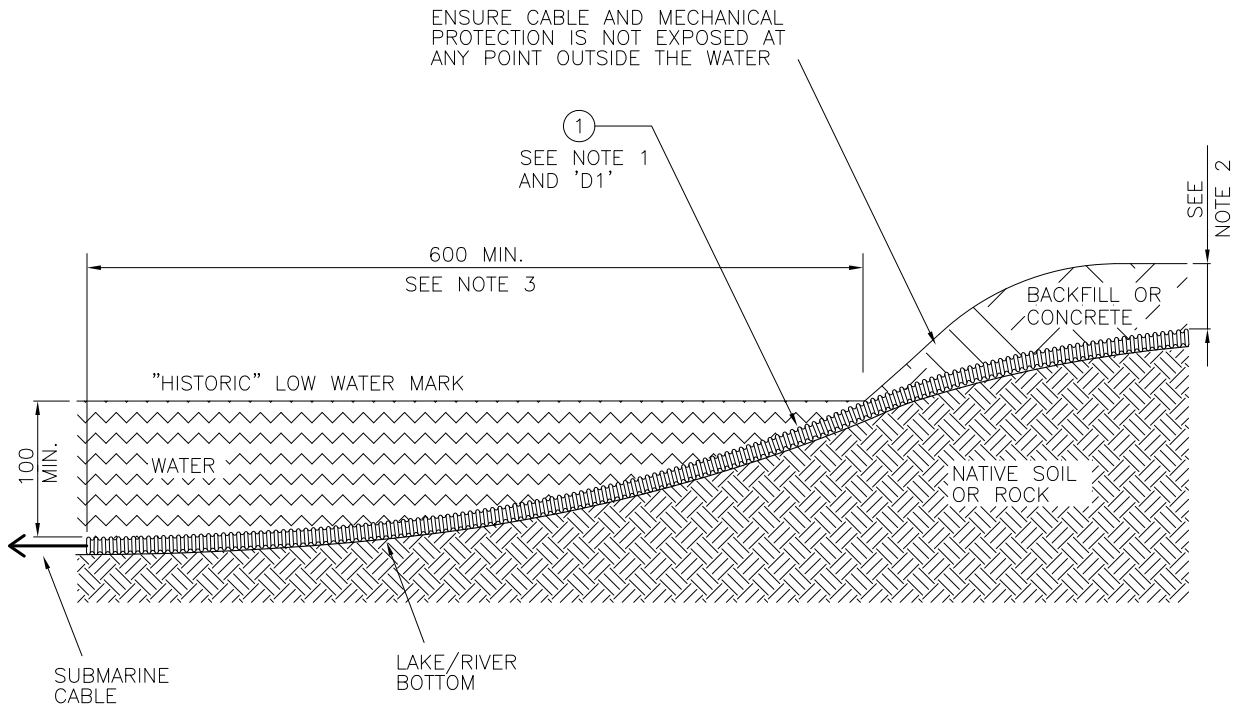 ENSURE CABLE AND MECHANICAL
PROTECTION IS NOT EXPOSED AT
ANY POINT OUTSIDE THE WATER
1
SEE NOTE 1
AND 'D1'
SEE
NOTE 2
600 MIN.
SEE NOTE 3
BACKFILL OR
CONCRETE
"HISTORIC" LOW WATER MARK
100
MIN.
WATER
NATIVE SOIL
OR ROCK
SUBMARINE
CABLE
LAKE/RIVER
BOTTOM